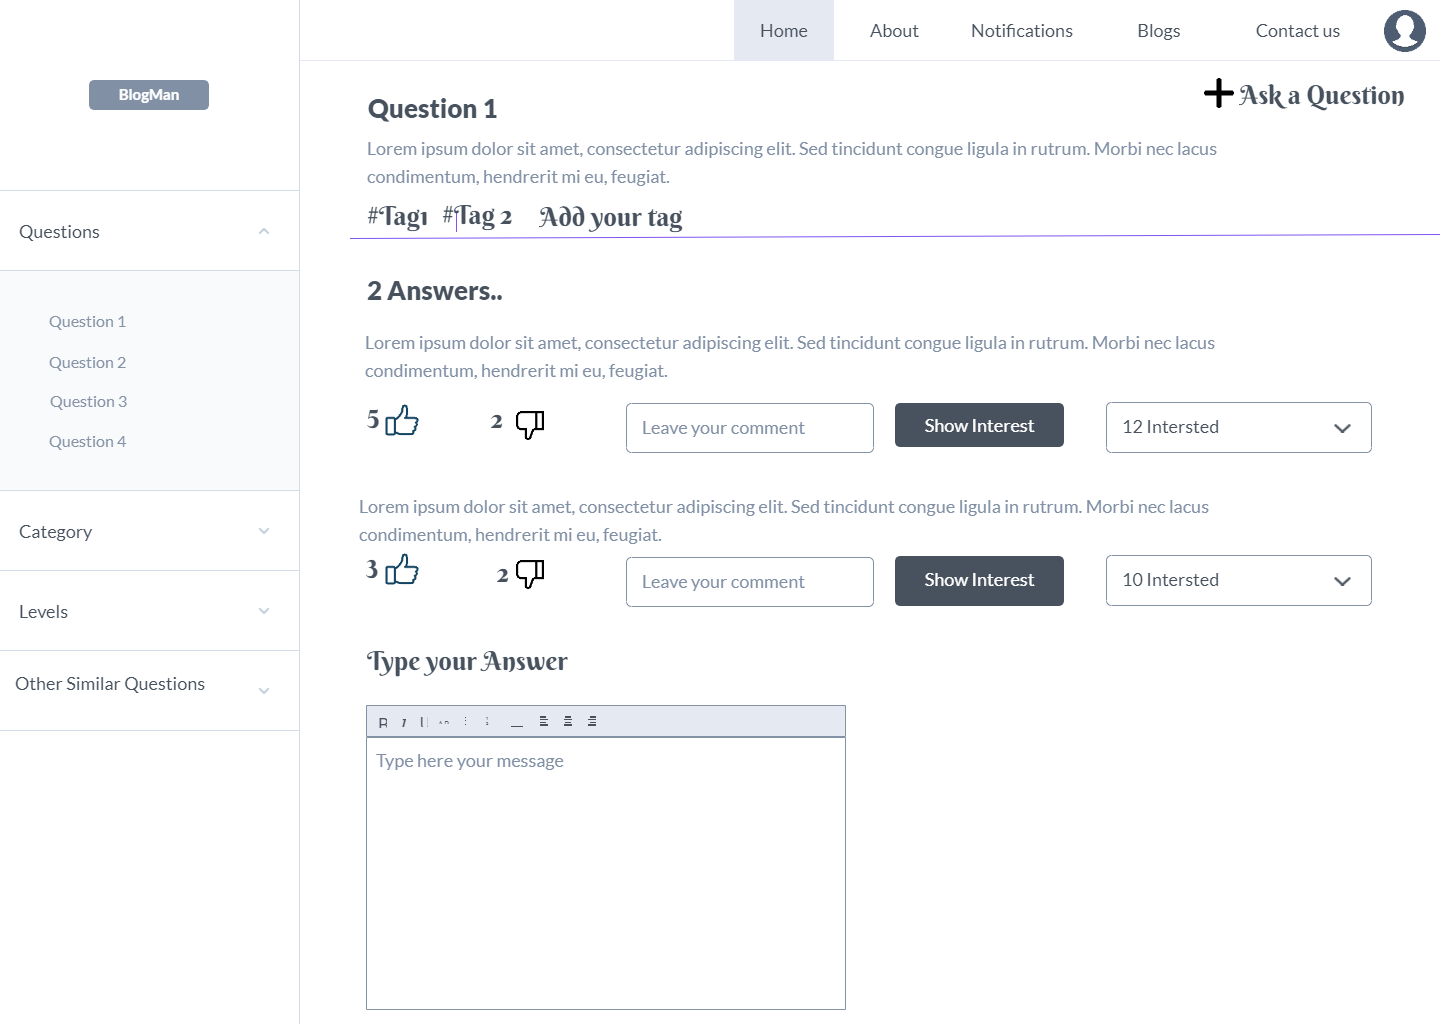 Home About Notifications Blogs Contact us
BlogMan
Ask a Question
Question 1
Lorem ipsum dolor sit amet, consectetur adipiscing elit. Sed tincidunt congue ligula in rutrum. Morbi nec lacus
condimentum, hendrerit mi eu, feugiat.
#Tag1 #Tag 2 Add your tag
Questions
Question 1
Question 2
Question 3
Question 4
Category
Levels
Other Similar Questions
2 Answers..
Lorem ipsum dolor sit amet, consectetur adipiscing elit. Sed tincidunt congue ligula in rutrum. Morbi nec lacus
condimentum, hendrerit mi eu, feugiat.
5 2 Leave your comment Show Interest 12 Intersted
Lorem ipsum dolor sit amet, consectetur adipiscing elit. Sed tincidunt congue ligula in rutrum. Morbi nec lacus
condimentum, hendrerit mi eu, feugiat.
3 2 Leave your comment Show Interest 10 Intersted
Type your Answer
Type here your message